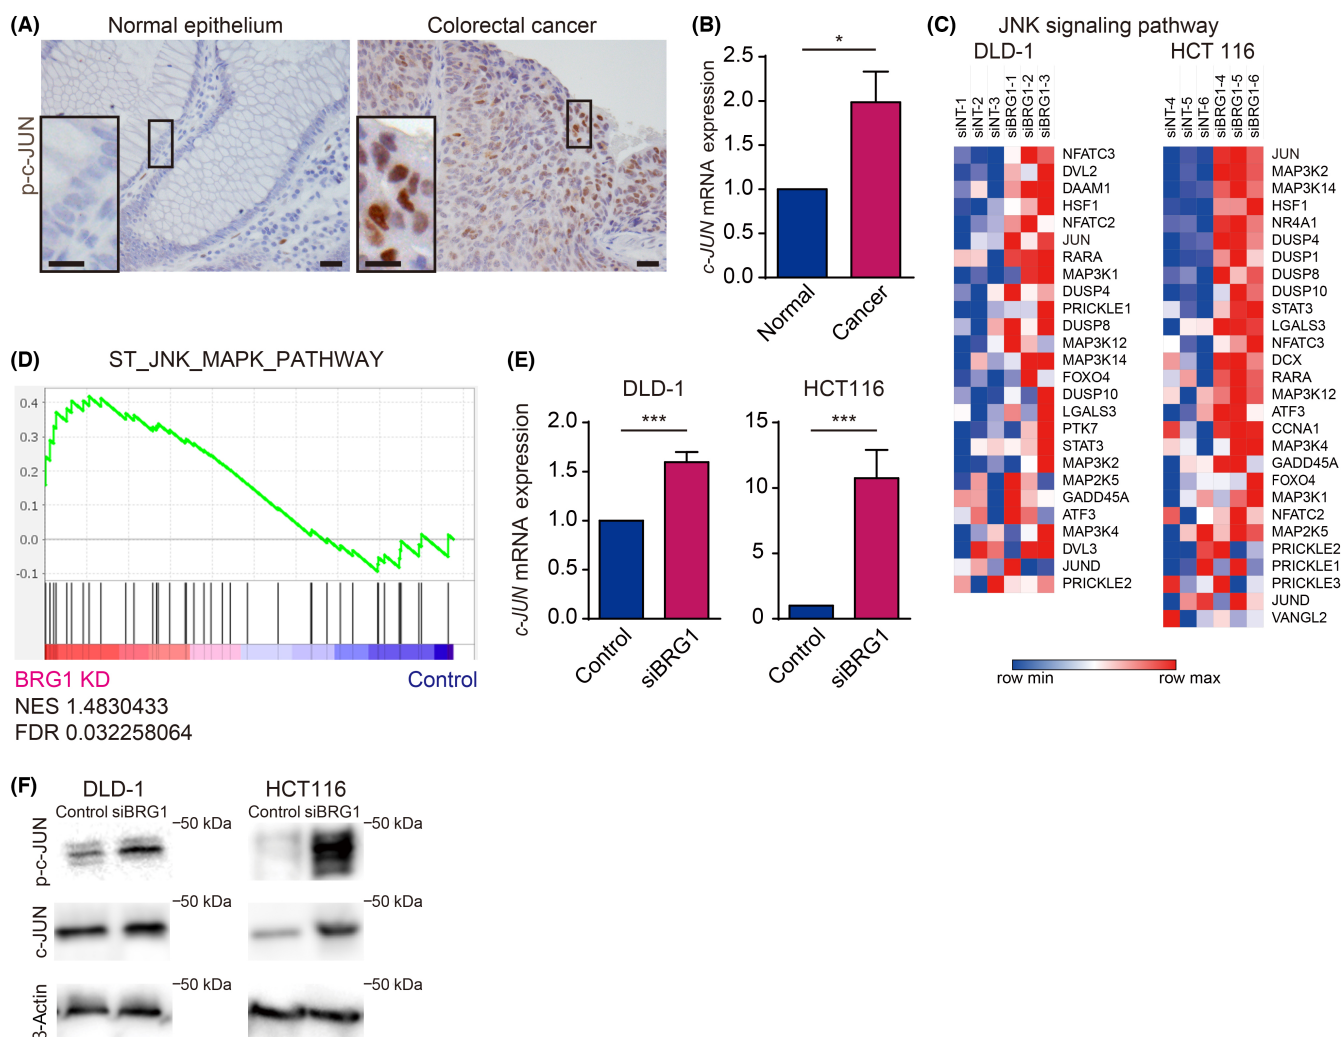 (A)
Normal epithelium
Colorectal cancer
p-c-JUN
(B)
c-JUN mRNA expression
2.5
2.0
1.5
1.0
0.5
0.0
*
Normal
Cancer
(C)
JNK signaling pathway
DLD-1
HCT 116
siNT-1
siNT-2
siNT-3
siBRG1-1
siBRG1-2
siBRG1-3
NFATC3
DVL2
DAAM1
HSF1
NFATC2
JUN
RARA
MAP3K1
DUSP4
PRICKLE1
DUSP8
MAP3K12
MAP3K14
FOXO4
DUSP10
LGALS3
PTK7
STAT3
MAP3K2
MAP2K5
GADD45A
ATF3
MAP3K4
DVL3
JUND
PRICKLE2
siNT-4
siNT-5
siNT-6
siBRG1-4
siBRG1-5
siBRG1-6
JUN
MAP3K2
MAP3K14
HSF1
NR4A1
DUSP4
DUSP1
DUSP8
DUSP10
STAT3
LGALS3
NFATC3
DCX
RARA
MAP3K12
ATF3
CCNA1
MAP3K4
GADD45A
FOXO4
MAP3K1
NFATC2
MAP2K5
PRICKLE2
PRICKLE1
PRICKLE3
JUND
VANGL2
row min
row max
(D)
ST_JNK_MAPK_PATHWAY
0.4
0.3
0.2
0.1
0.0
-0.1
BRG1 KD
Control
NES 1.4830433
FDR 0.032258064
(E)
DLD-1
HCT116
c-JUN mRNA expression
2.0
1.5
1.0
0.5
0.0
***
Control
siBRG1
15
10
5
0
***
Control
siBRG1
(F)
DLD-1
HCT116
Control siBRG1
Control siBRG1
p-c-JUN
50 kDa
50 kDa
c-JUN
50 kDa
50 kDa
β-Actin
50 kDa
50 kDa